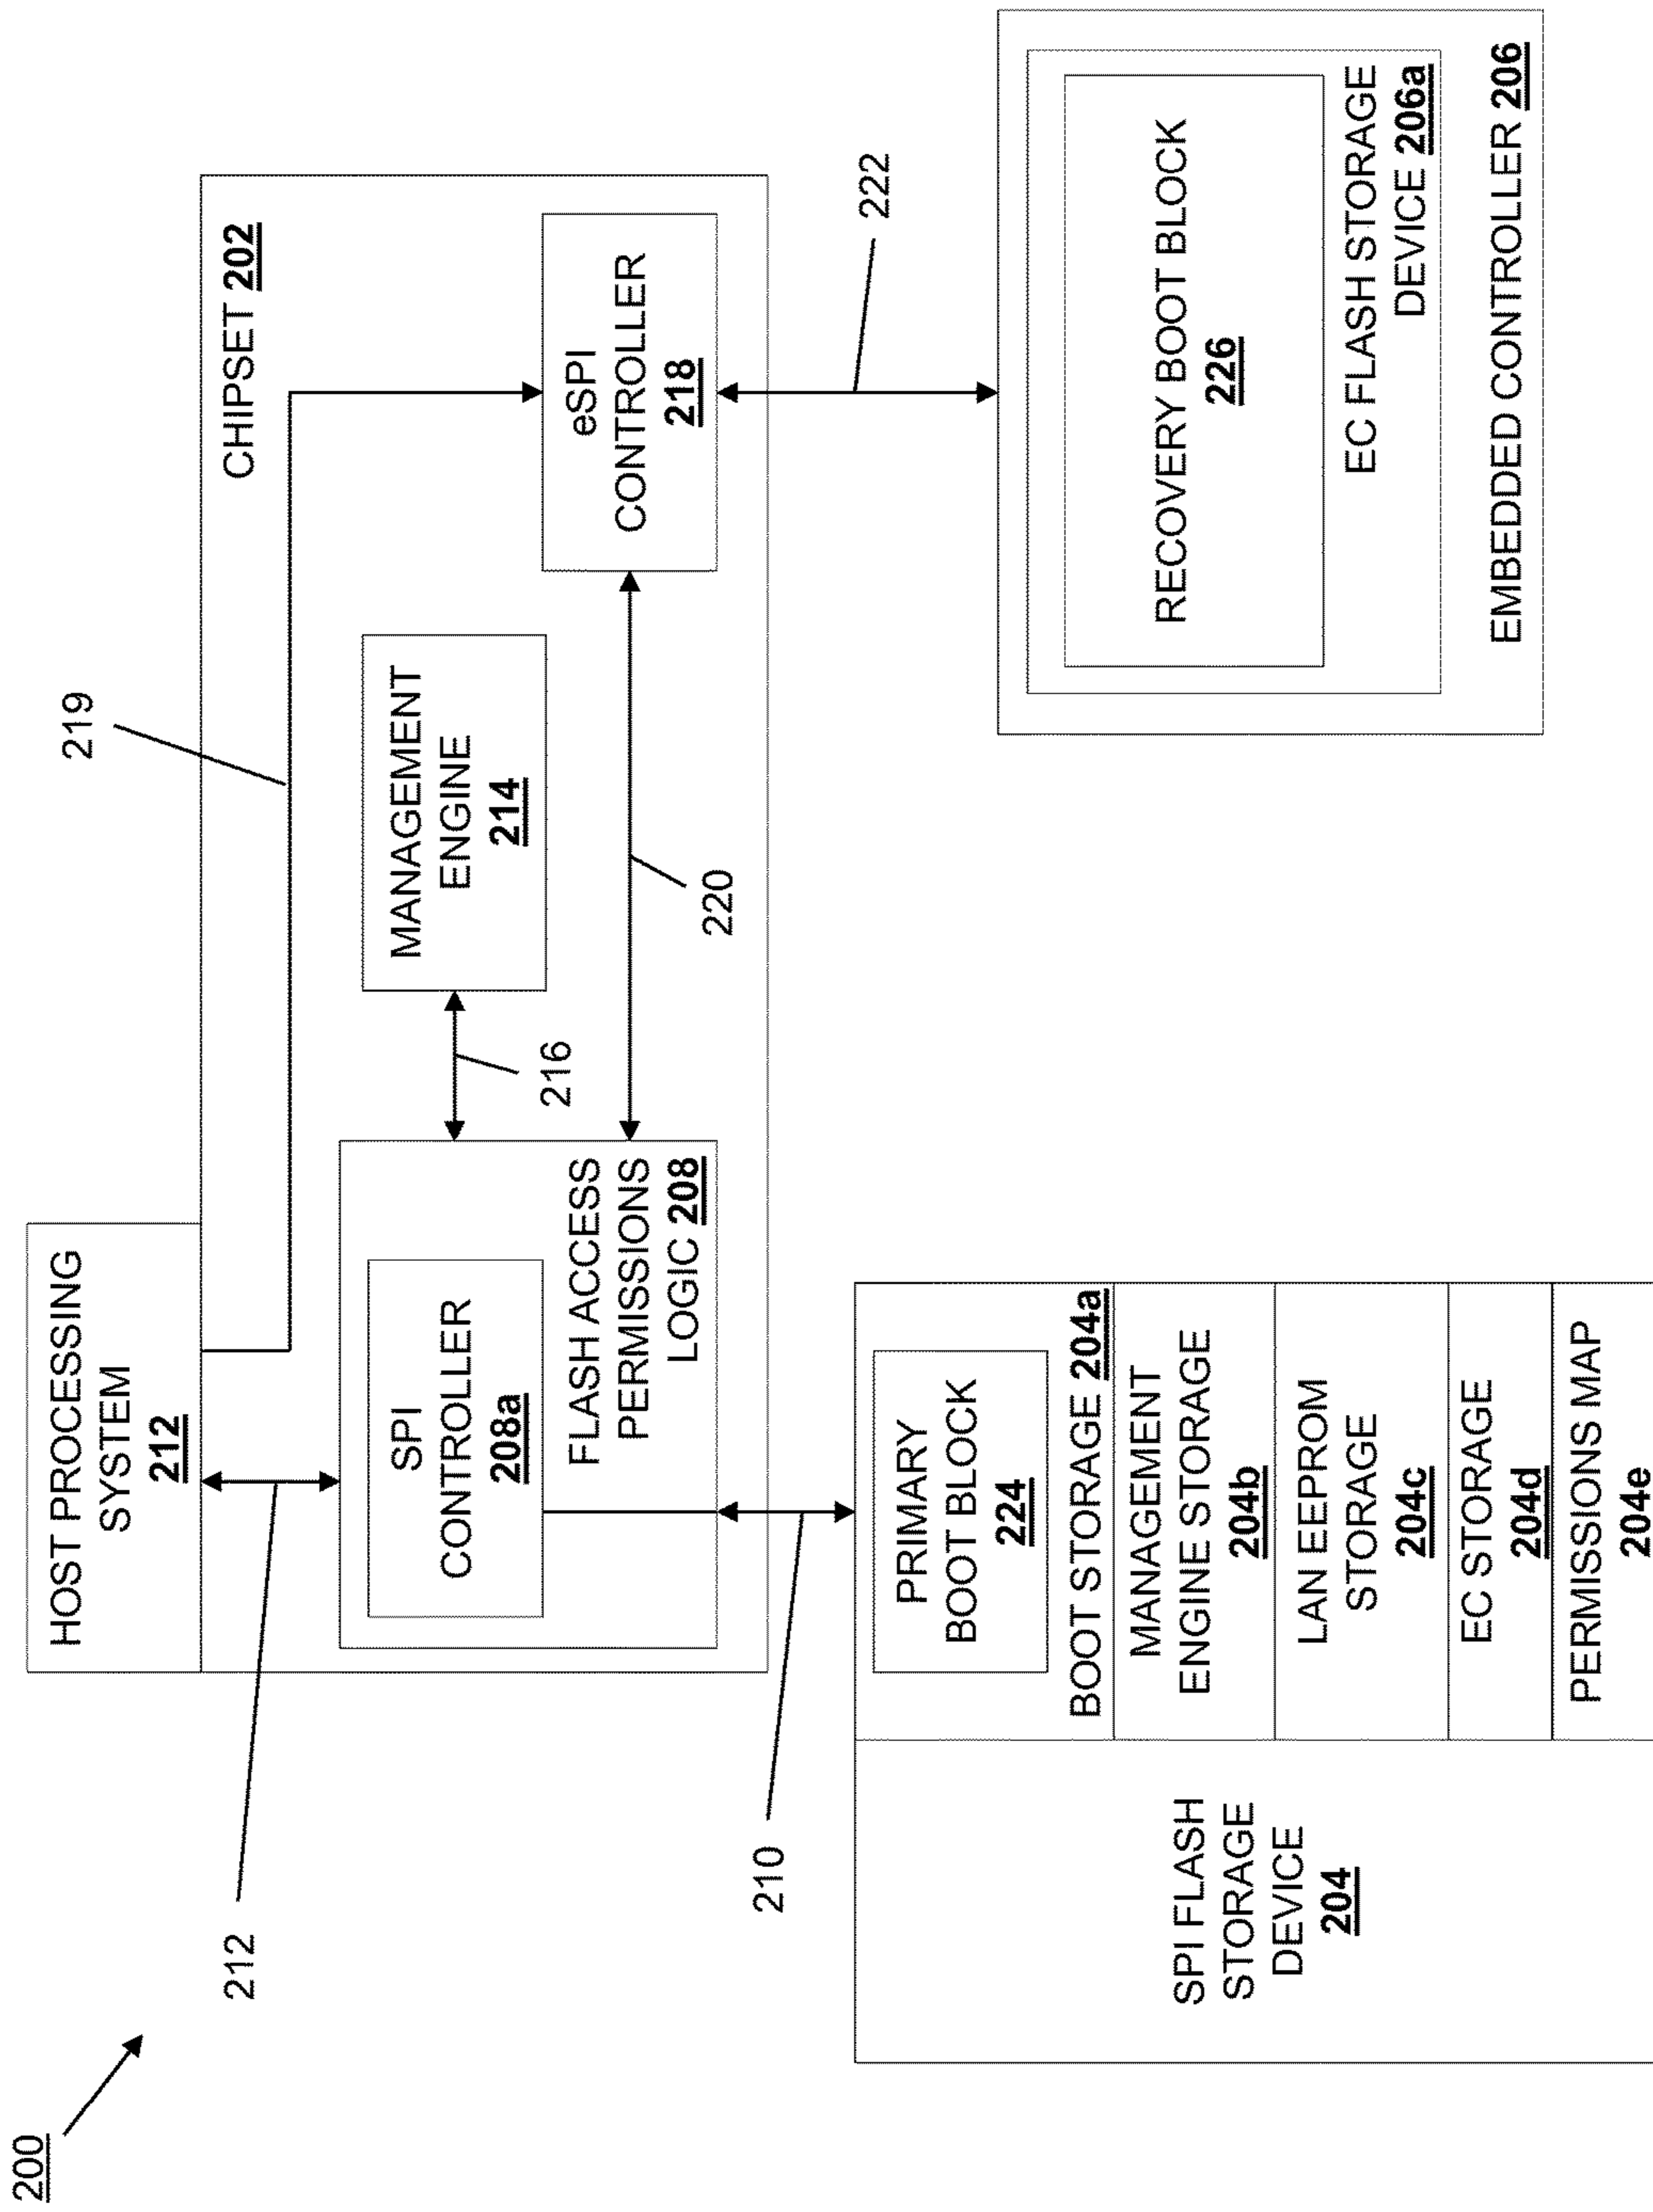 200
212
HOST PROCESSING
SYSTEM
212
219
CHIPSET 202
SPI
CONTROLLER
208a
FLASH ACCESS
PERMISSIONS
LOGIC 208
216
MANAGEMENT
ENGINE
214
220
eSPI
CONTROLLER
218
210
222
SPI FLASH
STORAGE
DEVICE
204
PRIMARY
BOOT BLOCK
224
BOOT STORAGE 204a
MANAGEMENT
ENGINE STORAGE
204b
LAN EEPROM
STORAGE
204c
EC STORAGE
204d
PERMISSIONS MAP
204e
RECOVERY BOOT BLOCK
226
EC FLASH STORAGE
DEVICE 206a
EMBEDDED CONTROLLER 206